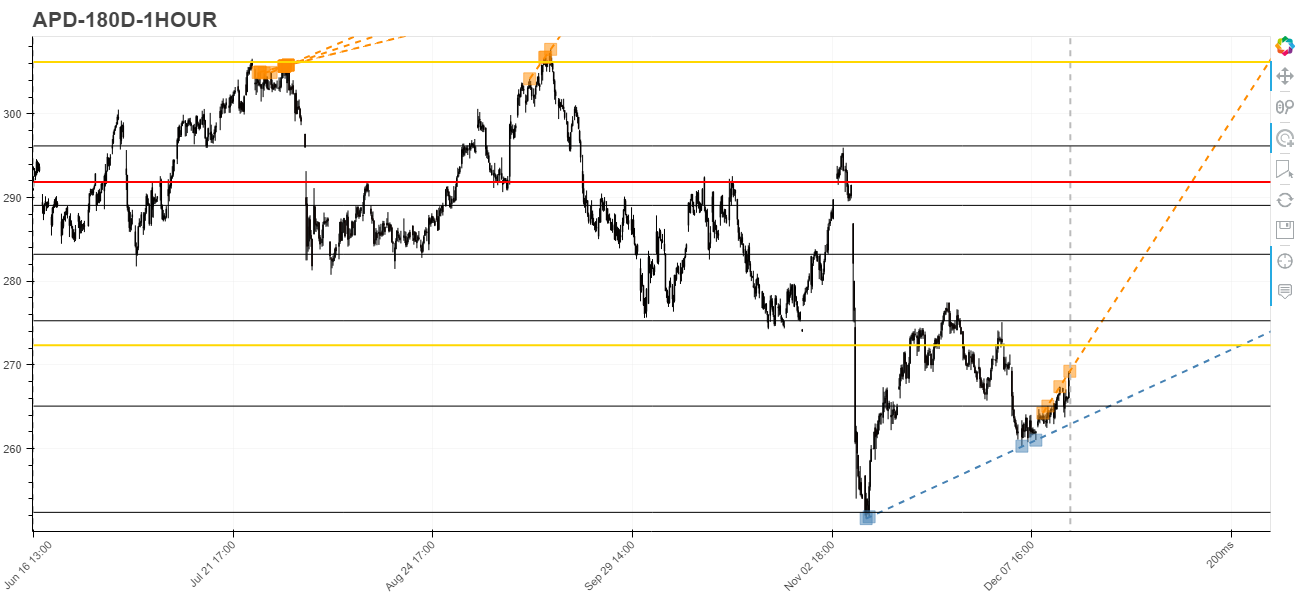 APD-180D-1HOUR
300
290
280
270
260
Jun 16 13:00
Jul 21 17:00
Aug 24 17:00
Sep 29 14:00
Nov 02 18:00
Dec 07 16:00
200ms